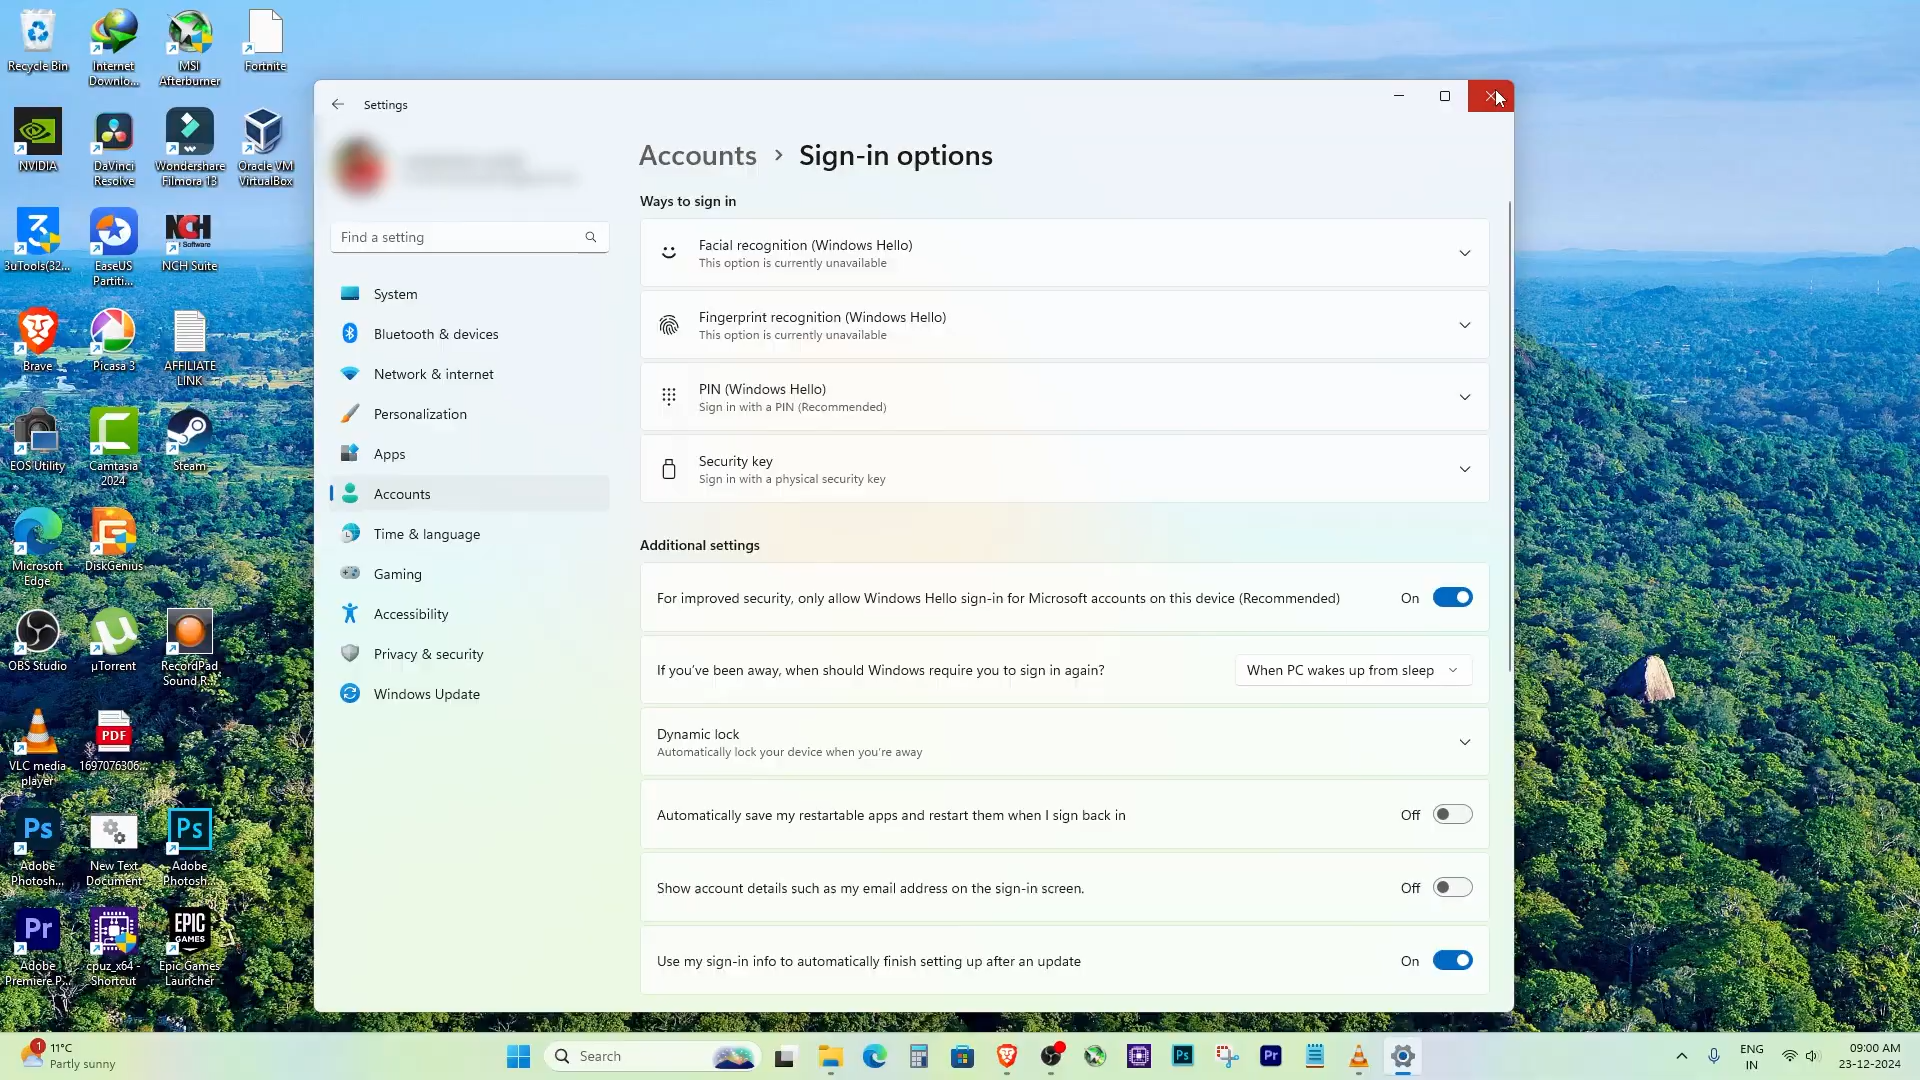 Recycle Bin
Internet
Downlo...
MSI
Afterburner
Fortnite
NVIDIA
DaVinci
Resolve
Wondershare
Filmora 13
Oracle VM
VirtualBox
3uTools(32...
EaseUS
Partiti...
NCH
Software
NCH Suite
Brave
Picasa 3
AFFILIATE
LINK
EOS Utility
Camtasia
2024
Steam
Microsoft
Edge
DiskGenius
OBS Studio
µTorrent
RecordPad
Sound R...
VLC media
player
PDF
1697076306...
Ps
Adobe
Photosh...
New Text
Document
Ps
Adobe
Photosh...
Pr
Adobe
Premiere P...
cpuz_x64 -
Shortcut
EPIC
GAMES
Epic Games
Launcher
Settings
Find a setting
System
Bluetooth & devices
Network & internet
Personalization
Apps
Accounts
Time & language
Gaming
Accessibility
Privacy & security
Windows Update
Accounts > Sign-in options
Ways to sign in
Facial recognition (Windows Hello)
This option is currently unavailable
Fingerprint recognition (Windows Hello)
This option is currently unavailable
PIN (Windows Hello)
Sign in with a PIN (Recommended)
Security key
Sign in with a physical security key
Additional settings
For improved security, only allow Windows Hello sign-in for Microsoft accounts on this device (Recommended) On
If you've been away, when should Windows require you to sign in again? When PC wakes up from sleep
Dynamic lock
Automatically lock your device when you're away
Automatically save my restartable apps and restart them when I sign back in Off
Show account details such as my email address on the sign-in screen. Off
Use my sign-in info to automatically finish setting up after an update On
1
11°C
Partly sunny
Search
Ps
Pr
ENG
IN
09:00 AM
23-12-2024